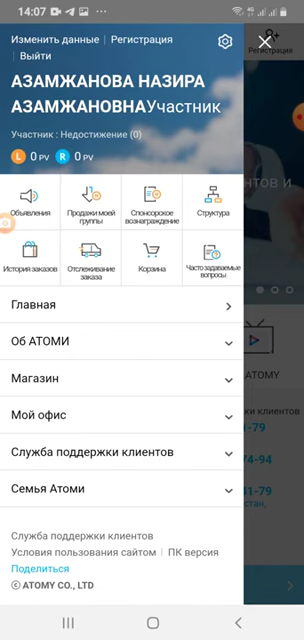 14:07
Изменить данные | Регистрация
| Выйти
Регистрация
АЗАМЖАНОВА НАЗИРА
АЗАМЖАНОВНАУчастник
Участник : Недостижение (0)
L 0 PV R 0 PV
Объявления
Продажи моей группы
Спонсорское вознаграждение
Структура
История заказов
Отслеживание заказа
Корзина
Часто задаваемые вопросы
Главная
Об АТОМИ
ATOMY
Магазин
Мой офис
Служба поддержки клиентов
Семья Атоми
Служба поддержки клиентов
Условия пользования сайтом | ПК версия
Поделиться
© ATOMY CO., LTD